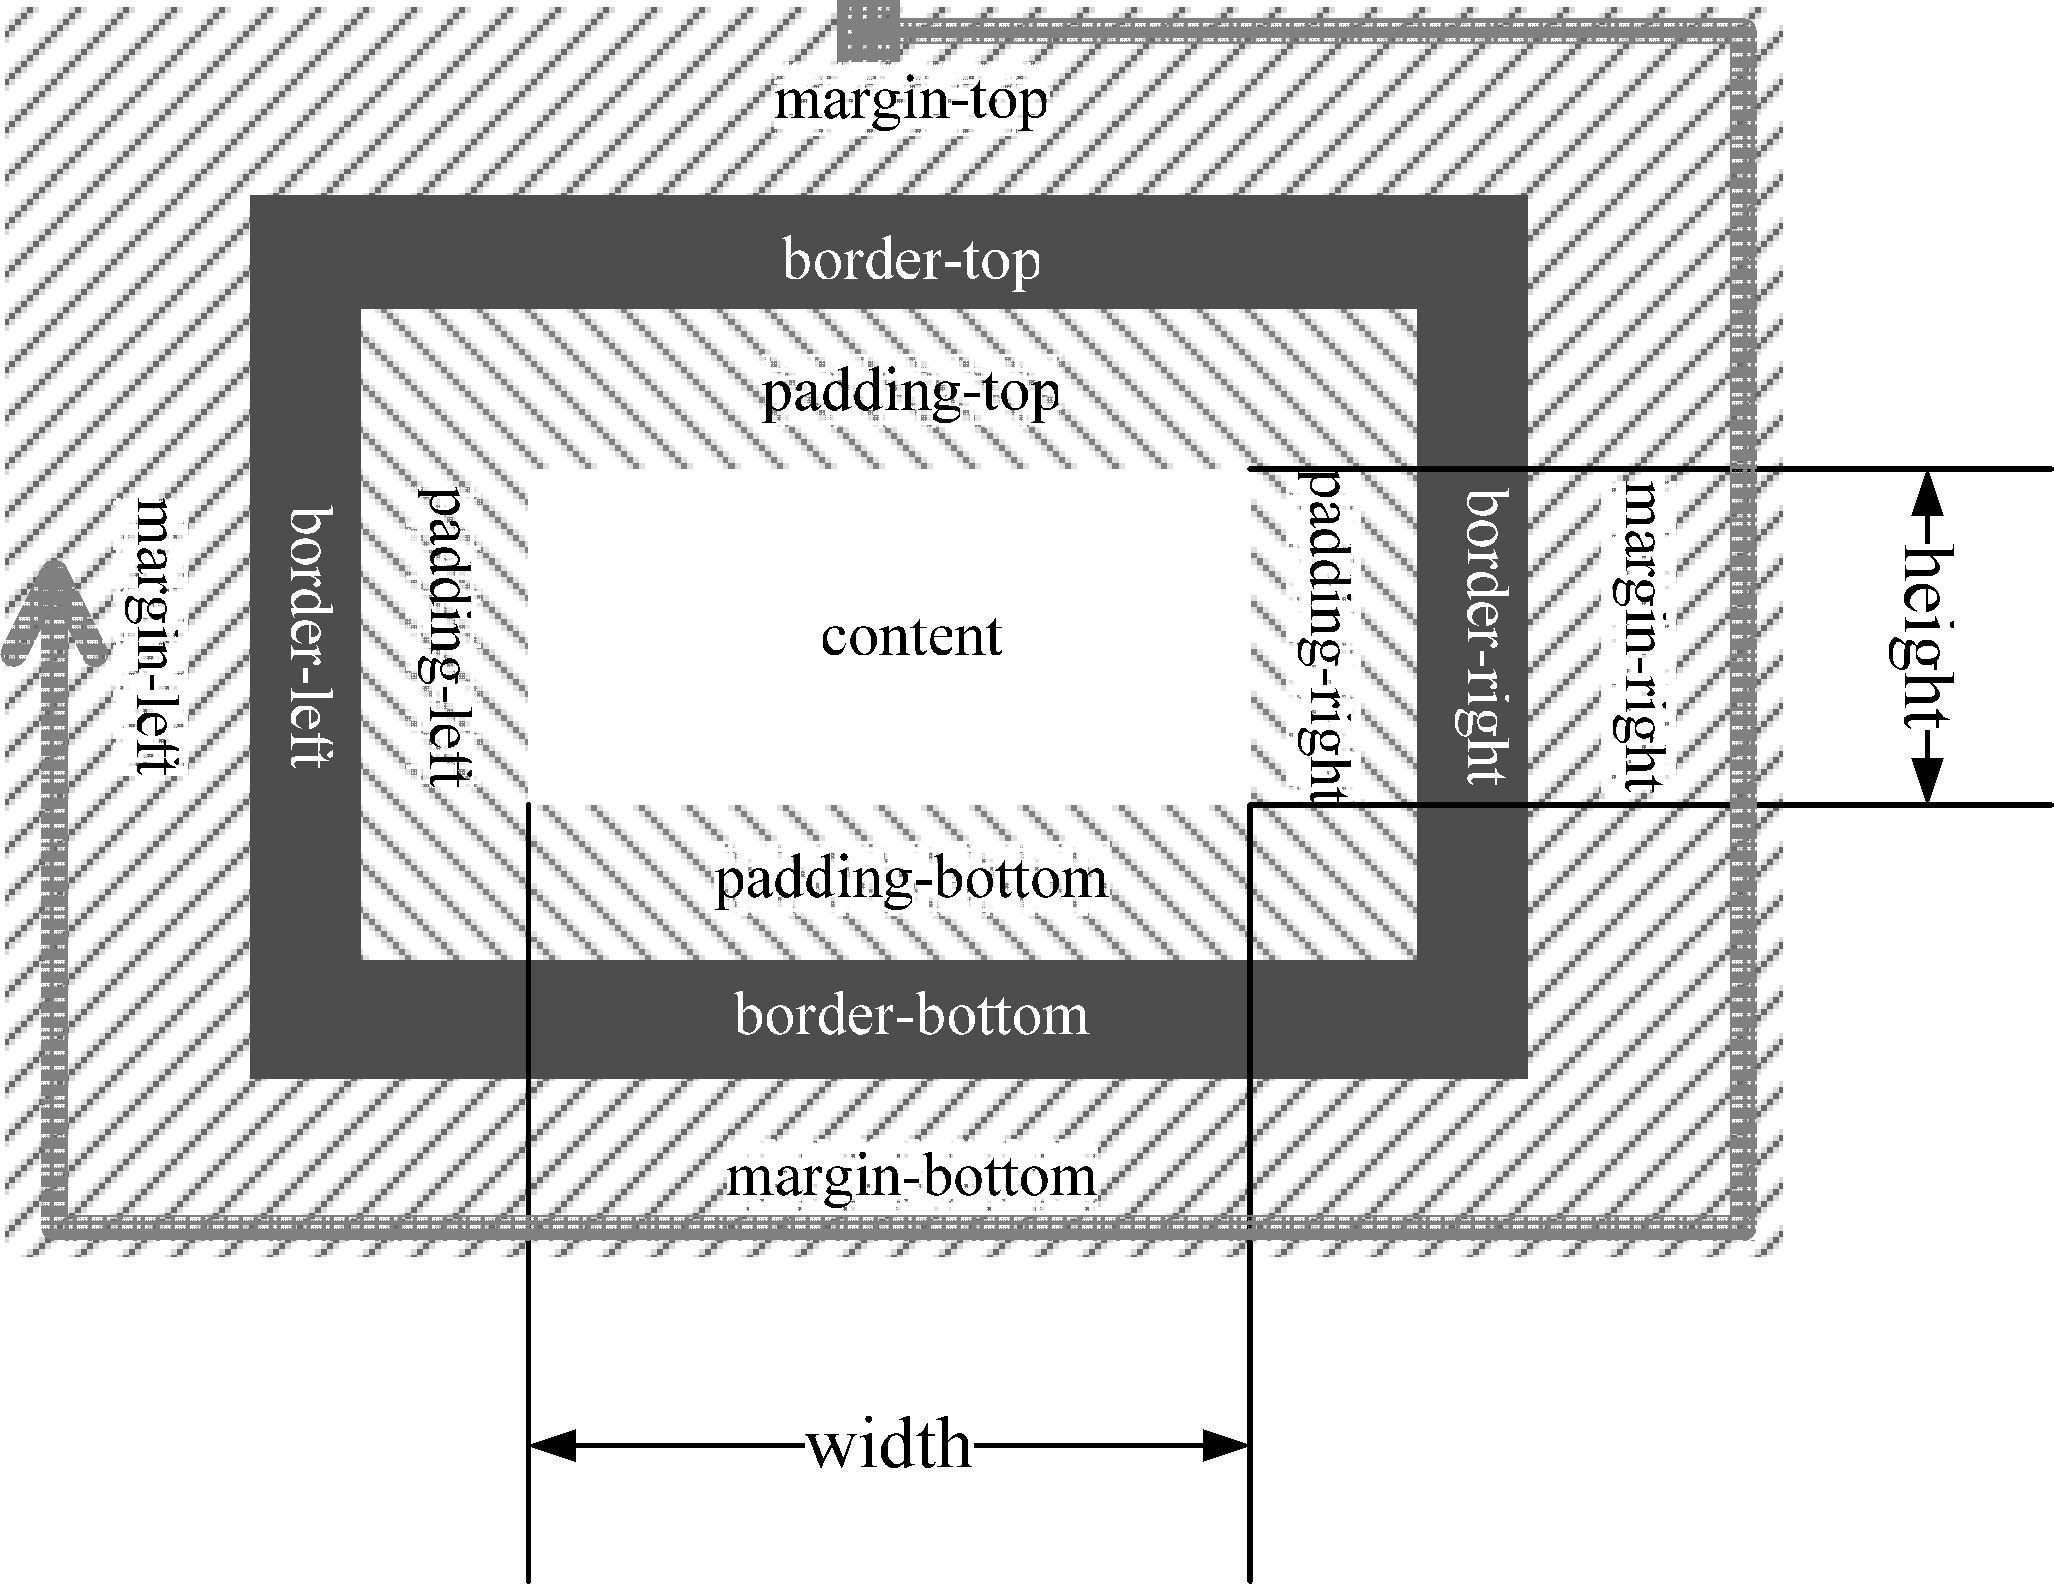 margin-top
border-top
padding-top
margin-left
border-left
padding-left
content
padding-right
border-right
margin-right
height
padding-bottom
border-bottom
margin-bottom
width